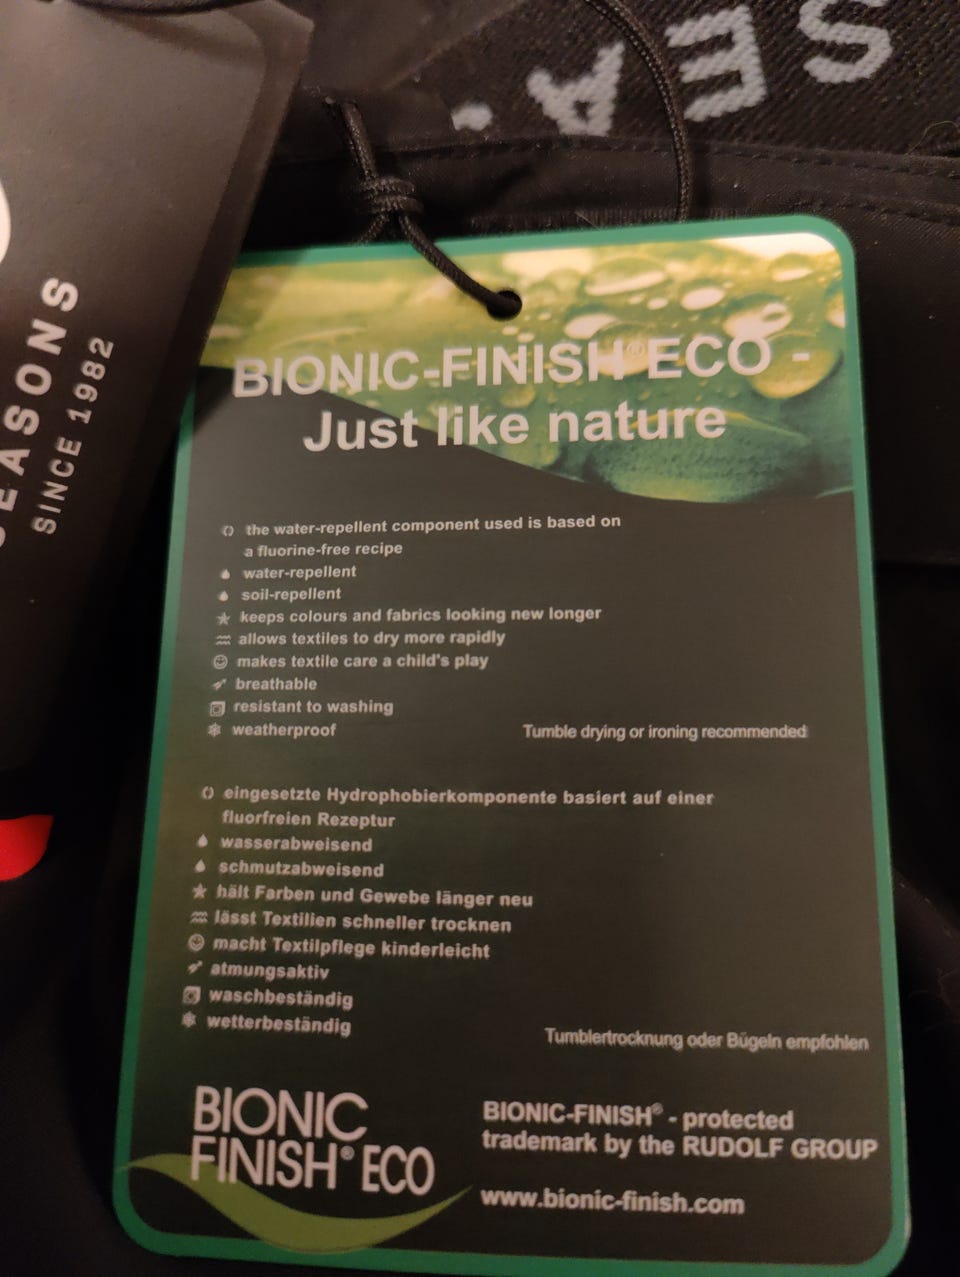 SEA
SEASONS
SINCE 1982
BIONIC-FINISH® ECO -
Just like nature
the water-repellent component used is based on
a fluorine-free recipe
water-repellent
soil-repellent
keeps colours and fabrics looking new longer
allows textiles to dry more rapidly
makes textile care a child's play
breathable
resistant to washing
weatherproof
Tumble drying or ironing recommended
eingesetzte Hydrophobierkomponente basiert auf einer
fluorfreien Rezeptur
wasserabweisend
schmutzabweisend
hält Farben und Gewebe länger neu
lässt Textilien schneller trocknen
macht Textilpflege kinderleicht
atmungsaktiv
waschbeständig
wetterbeständig
Tumblertrocknung oder Bügeln empfohlen
BIONIC
FINISH® ECO
BIONIC-FINISH® - protected
trademark by the RUDOLF GROUP
www.bionic-finish.com